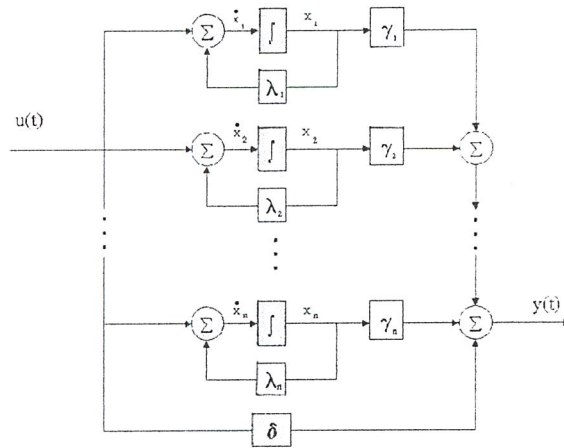 Σ ẋ₁ ∫ x₁ γ₁
λ₁
u(t)
Σ ẋ₂ ∫ x₂ γ₂ Σ
λ₂
Σ ẋₙ ∫ xₙ γₙ Σ y(t)
λₙ
δ